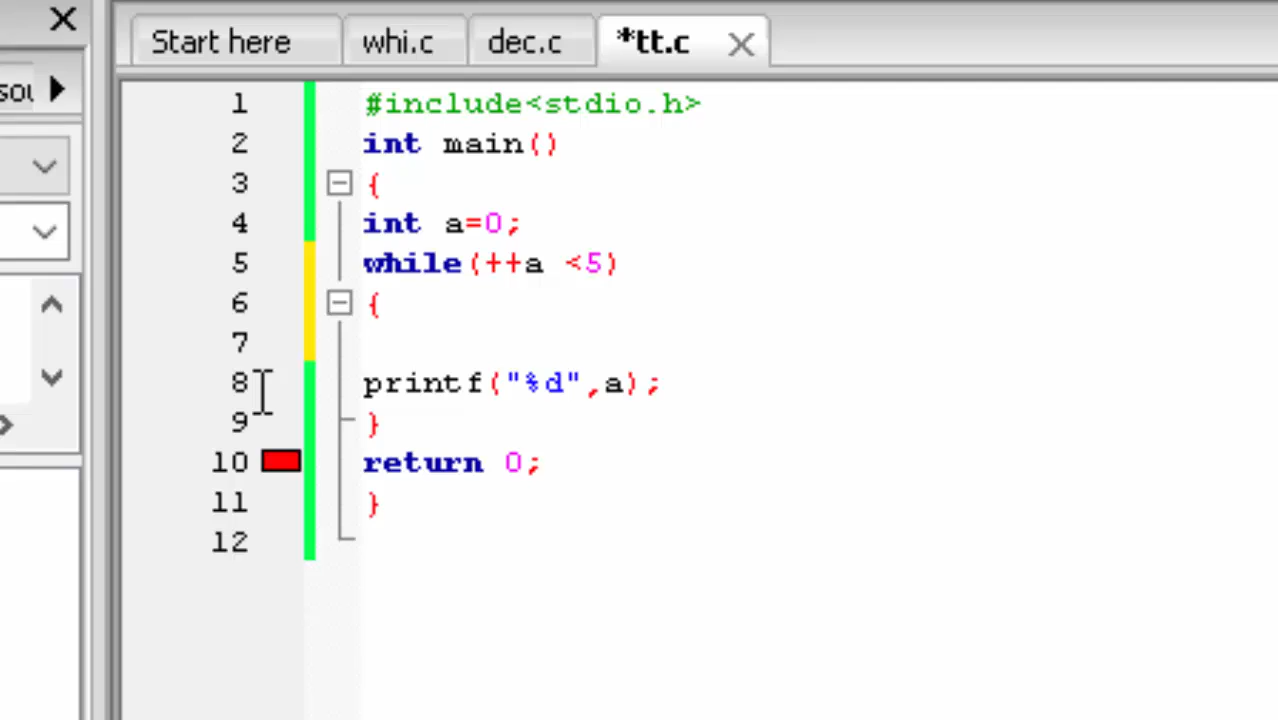 Start here whi.c dec.c *tt.c
sou
1 #include<stdio.h>
2 int main()
3 {
4 int a=0;
5 while(++a <5)
6 {
7
8 printf("%d",a);
9 }
10 return 0;
11 }
12